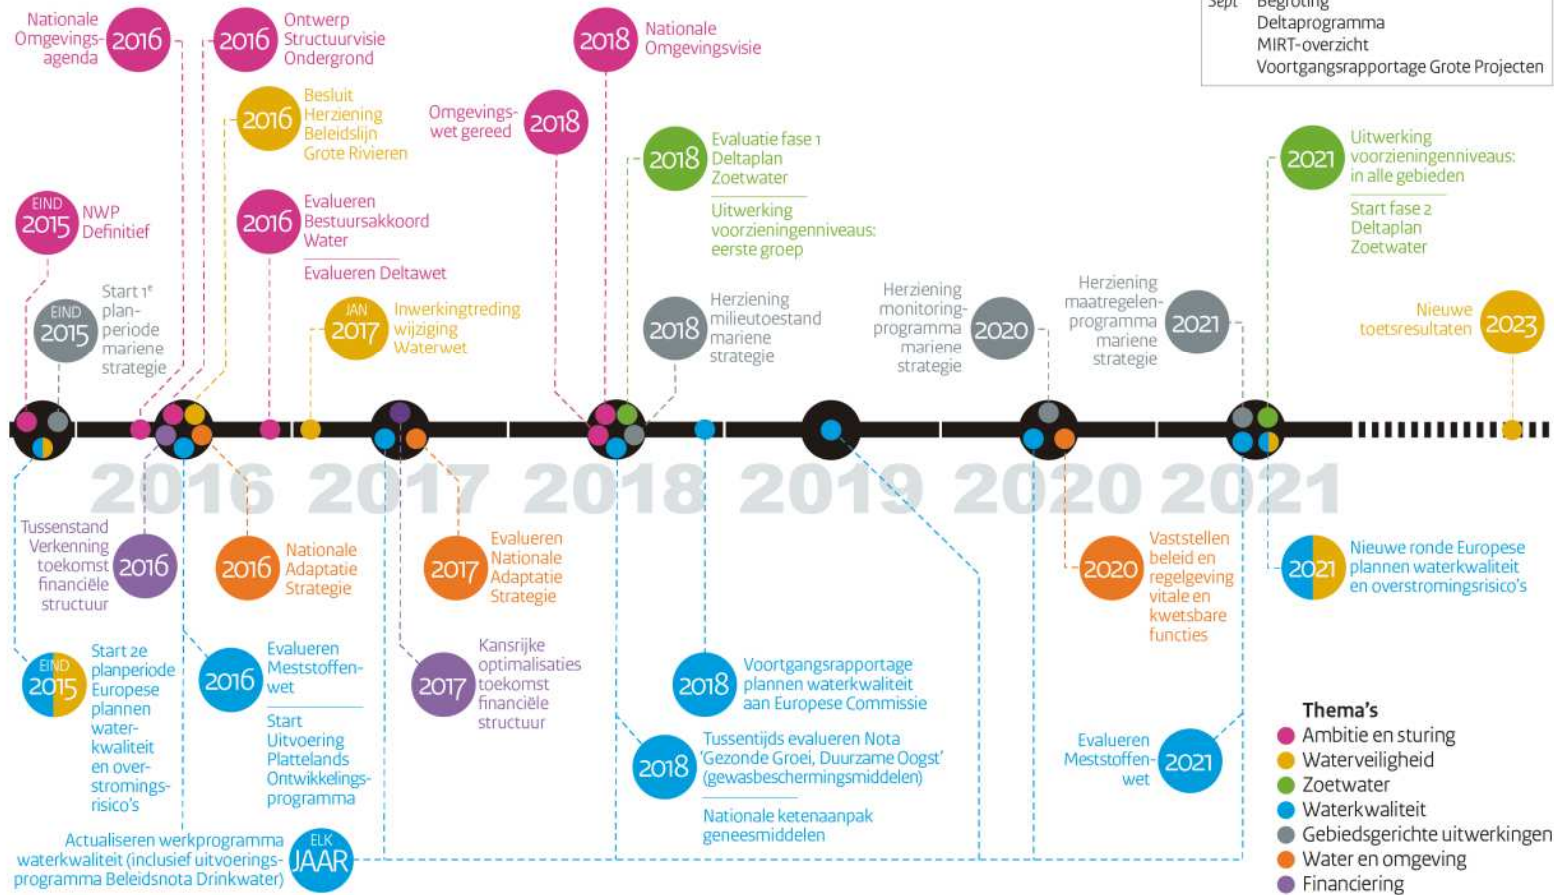 Sept Begroting
Deltaprogramma
MIRT-overzicht
Voortgangsrapportage Grote Projecten
Nationale
Omgevings-
agenda
2016
2016
Ontwerp
Structuurvisie
Ondergrond
2018
Nationale
Omgevingsvisie
2016
Besluit
Herziening
Beleidslijn
Grote Rivieren
Omgevings-
wet gereed
2018
2018
Evaluatie fase 1
Deltaplan
Zoetwater
Uitwerking
voorzieningenniveaus:
eerste groep
2021
Uitwerking
voorzieningenniveaus:
in alle gebieden
Start fase 2
Deltaplan
Zoetwater
EIND
2015
NWP
Definitief
2016
Evalueren
Bestuursakkoord
Water
Evalueren Deltawet
EIND
2015
Start 1e
plan-
periode
mariene
strategie
JAN
2017
Inwerkingtreding
wijziging
Waterwet
2018
Herziening
milieutoestand
mariene
strategie
Herziening
monitoring-
programma
mariene
strategie
2020
Herziening
maatregelen-
programma
mariene
strategie
2021
Nieuwe
toetsresultaten
2023
2016 2017 2018 2019 2020 2021
Tussenstand
Verkenning
toekomst
financiële
structuur
2016
2016
Nationale
Adaptatie
Strategie
2017
Evalueren
Nationale
Adaptatie
Strategie
2020
Vaststellen
beleid en
regelgeving
vitale en
kwetsbare
functies
2021
Nieuwe ronde Europese
plannen waterkwaliteit
en overstromingsrisico's
EIND
2015
Start 2e
planperiode
Europese
plannen
water-
kwaliteit
en over-
stromings-
risico's
2016
Evalueren
Meststoffen-
wet
Start
Uitvoering
Plattelands
Ontwikkelings-
programma
2017
Kansrijke
optimalisaties
toekomst
financiële
structuur
2018
Voortgangsrapportage
plannen waterkwaliteit
aan Europese Commissie
2018
Tussentijds evalueren Nota
'Gezonde Groei, Duurzame Oogst'
(gewasbeschermingsmiddelen)
Nationale ketenaanpak
geneesmiddelen
Evalueren
Meststoffen-
wet
2021
Actualiseren werkprogramma
waterkwaliteit (inclusief uitvoerings-
programma Beleidsnota Drinkwater)
ELK
JAAR
Thema's
Ambitie en sturing
Waterveiligheid
Zoetwater
Waterkwaliteit
Gebiedsgerichte uitwerkingen
Water en omgeving
Financiering